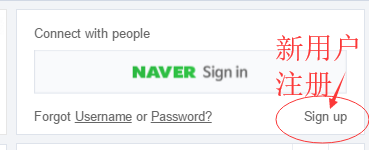 Connect with people
新用户
注册
NAVER Sign in
Forgot Username or Password?
Sign up